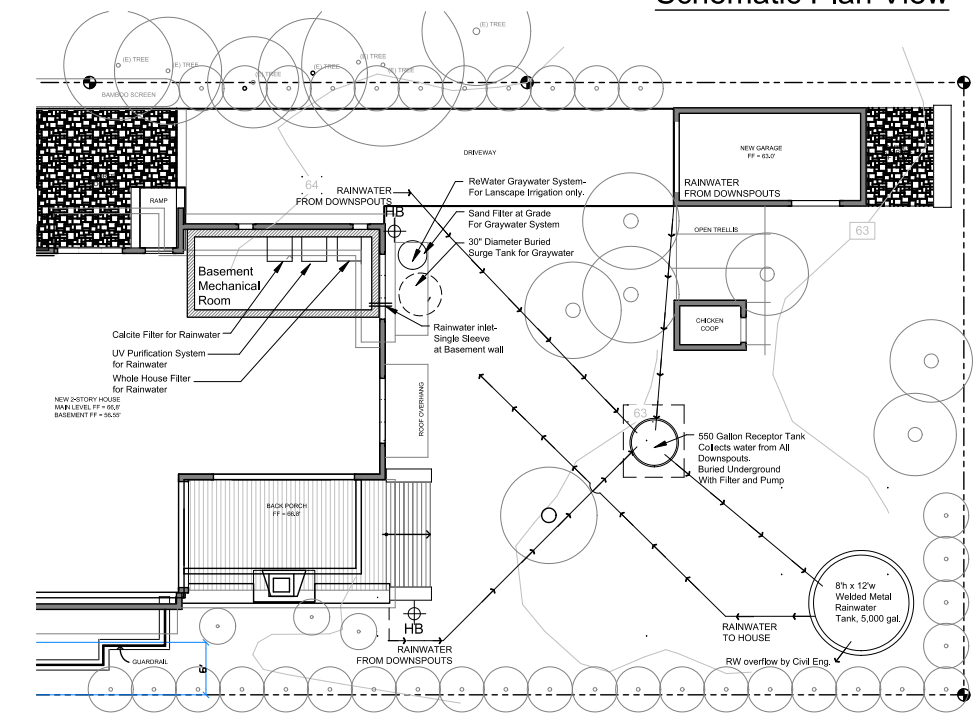 Schematic Plan View
(E) TREE
(E) TREE
(E) TREE
(E) TREE
(E) TREE
(E) TREE
BAMBOO SCREEN
DRIVEWAY
NEW GARAGE
FF = 63.0'
RAINWATER
FROM DOWNSPOUTS
64
RAINWATER
FROM DOWNSPOUTS
HB
RAMP
ReWater Graywater System-
For Lanscape Irrigation only.
Sand Filter at Grade
For Graywater System
30" Diameter Buried
Surge Tank for Graywater
OPEN TRELLIS
63
Basement
Mechanical
Room
CHICKEN
COOP
Rainwater inlet-
Single Sleeve
at Basement wall
Calcite Filter for Rainwater
UV Purification System
for Rainwater
Whole House Filter
for Rainwater
NEW 2-STORY HOUSE
MAIN LEVEL FF = 66.8'
BASEMENT FF = 56.55'
ROOF OVERHANG
63
550 Gallon Receptor Tank
Collects water from All
Downspouts.
Buried Underground
With Filter and Pump
BACK PORCH
FF = 66.8'
8'h x 12'w
Welded Metal
Rainwater
Tank, 5,000 gal.
HB
RAINWATER
TO HOUSE
RAINWATER
FROM DOWNSPOUTS
RW overflow by Civil Eng.
GUARDRAIL
6'